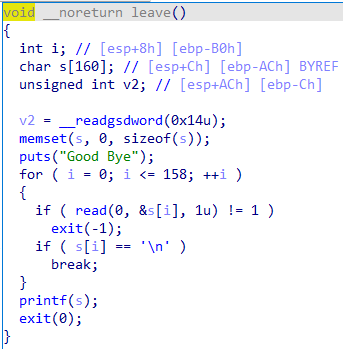 void __noreturn leave()
{
  int i; // [esp+8h] [ebp-B0h]
  char s[160]; // [esp+Ch] [ebp-ACh] BYREF
  unsigned int v2; // [esp+ACh] [ebp-Ch]

  v2 = __readgsdword(0x14u);
  memset(s, 0, sizeof(s));
  puts("Good Bye");
  for ( i = 0; i <= 158; ++i )
  {
    if ( read(0, &s[i], 1u) != 1 )
      exit(-1);
    if ( s[i] == '\n' )
      break;
  }
  printf(s);
  exit(0);
}